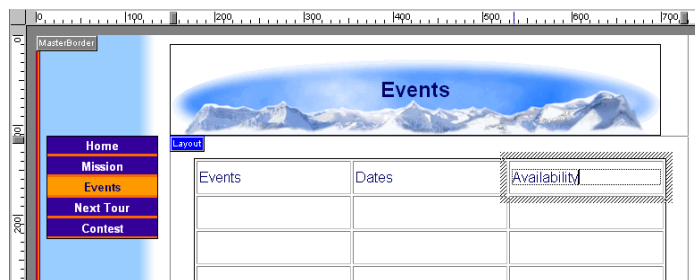 0 100 200 300 400 500 600 700
0
MasterBorder
Events
100
Layout
Home
Mission
Events
Next Tour
Contest
Events Dates Availability
200